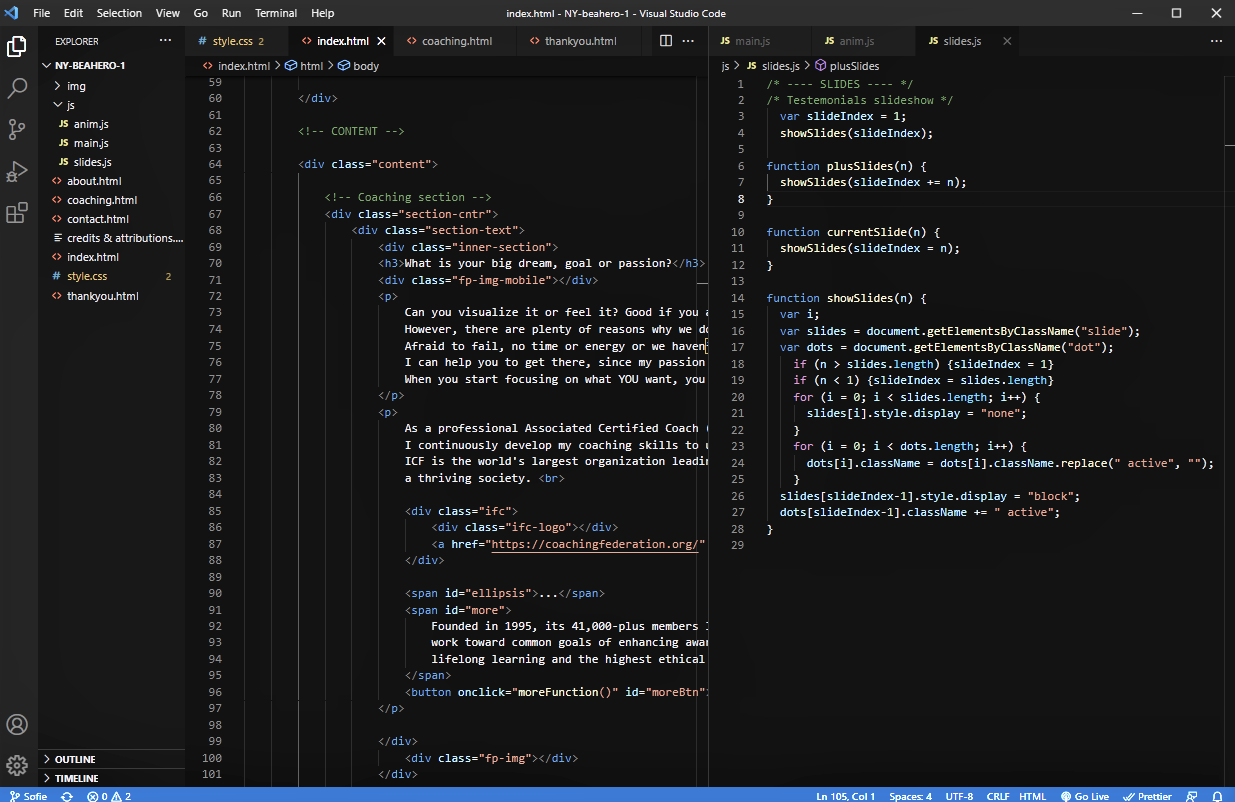 File Edit Selection View Go Run Terminal Help index.html - NY-beahero-1 - Visual Studio Code
EXPLORER ...
NY-BEAHERO-1
img
js
JS anim.js
JS main.js
JS slides.js
<> about.html
<> coaching.html
<> contact.html
credits & attributions....
<> index.html
# style.css 2
<> thankyou.html
OUTLINE
TIMELINE
# style.css 2 <> index.html <> coaching.html <> thankyou.html ...
<> index.html > html > body
59
60 </div>
61
62 <!-- CONTENT -->
63
64 <div class="content">
65
66 <!-- Coaching section -->
67 <div class="section-cntr">
68 <div class="section-text">
69 <div class="inner-section">
70 <h3>What is your big dream, goal or passion?</h3>
71 <div class="fp-img-mobile"></div>
72 <p>
73 Can you visualize it or feel it? Good if you
74 However, there are plenty of reasons why we
75 Afraid to fail, no time or energy or we haven
76 I can help you to get there, since my passion
77 When you start focusing on what YOU want, you
78 </p>
79 <p>
80 As a professional Associated Certified Coach
81 I continuously develop my coaching skills to
82 ICF is the world's largest organization
83 a thriving society. <br>
84
85 <div class="ifc">
86 <div class="ifc-logo"></div>
87 <a href="https://coachingfederation.org/"
88 </div>
89
90 <span id="ellipsis">...</span>
91 <span id="more">
92 Founded in 1995, its 41,000-plus members
93 work toward common goals of enhancing
94 lifelong learning and the highest ethical
95 </span>
96 <button onclick="moreFunction()" id="moreBtn"
97 </p>
98
99 </div>
100 <div class="fp-img"></div>
101 </div>
JS main.js JS anim.js JS slides.js ...
js > JS slides.js > plusSlides
1 /* ---- SLIDES ---- */
2 /* Testemonials slideshow */
3 var slideIndex = 1;
4 showSlides(slideIndex);
5
6 function plusSlides(n) {
7 showSlides(slideIndex += n);
8 }
9
10 function currentSlide(n) {
11 showSlides(slideIndex = n);
12 }
13
14 function showSlides(n) {
15 var i;
16 var slides = document.getElementsByClassName("slide");
17 var dots = document.getElementsByClassName("dot");
18 if (n > slides.length) {slideIndex = 1}
19 if (n < 1) {slideIndex = slides.length}
20 for (i = 0; i < slides.length; i++) {
21 slides[i].style.display = "none";
22 }
23 for (i = 0; i < dots.length; i++) {
24 dots[i].className = dots[i].className.replace(" active", "");
25 }
26 slides[slideIndex-1].style.display = "block";
27 dots[slideIndex-1].className += " active";
28 }
29
Sofie 0 2 Ln 105, Col 1 Spaces: 4 UTF-8 CRLF HTML Go Live Prettier